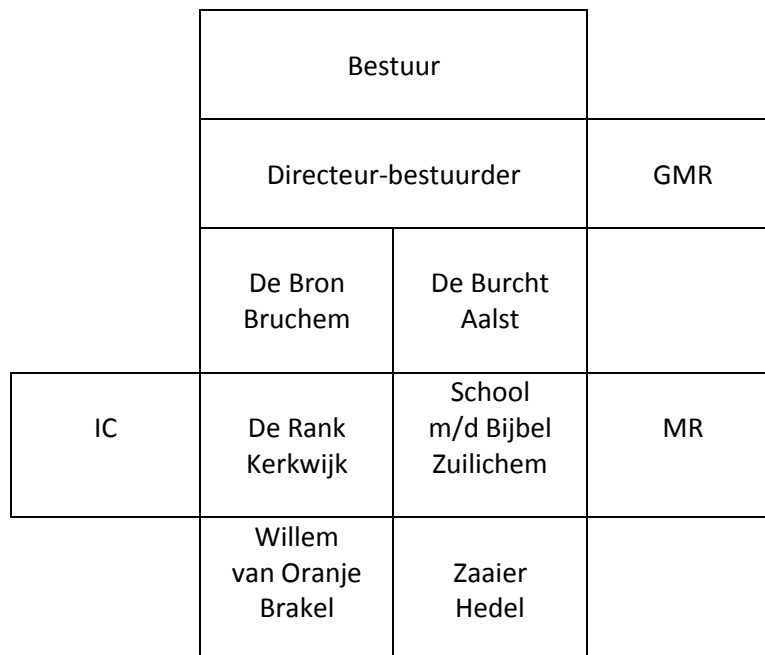 Bestuur
Directeur-bestuurder
GMR
De Bron
Bruchem
De Burcht
Aalst
IC
De Rank
Kerkwijk
School
m/d Bijbel
Zuilichem
MR
Willem
van Oranje
Brakel
Zaaier
Hedel